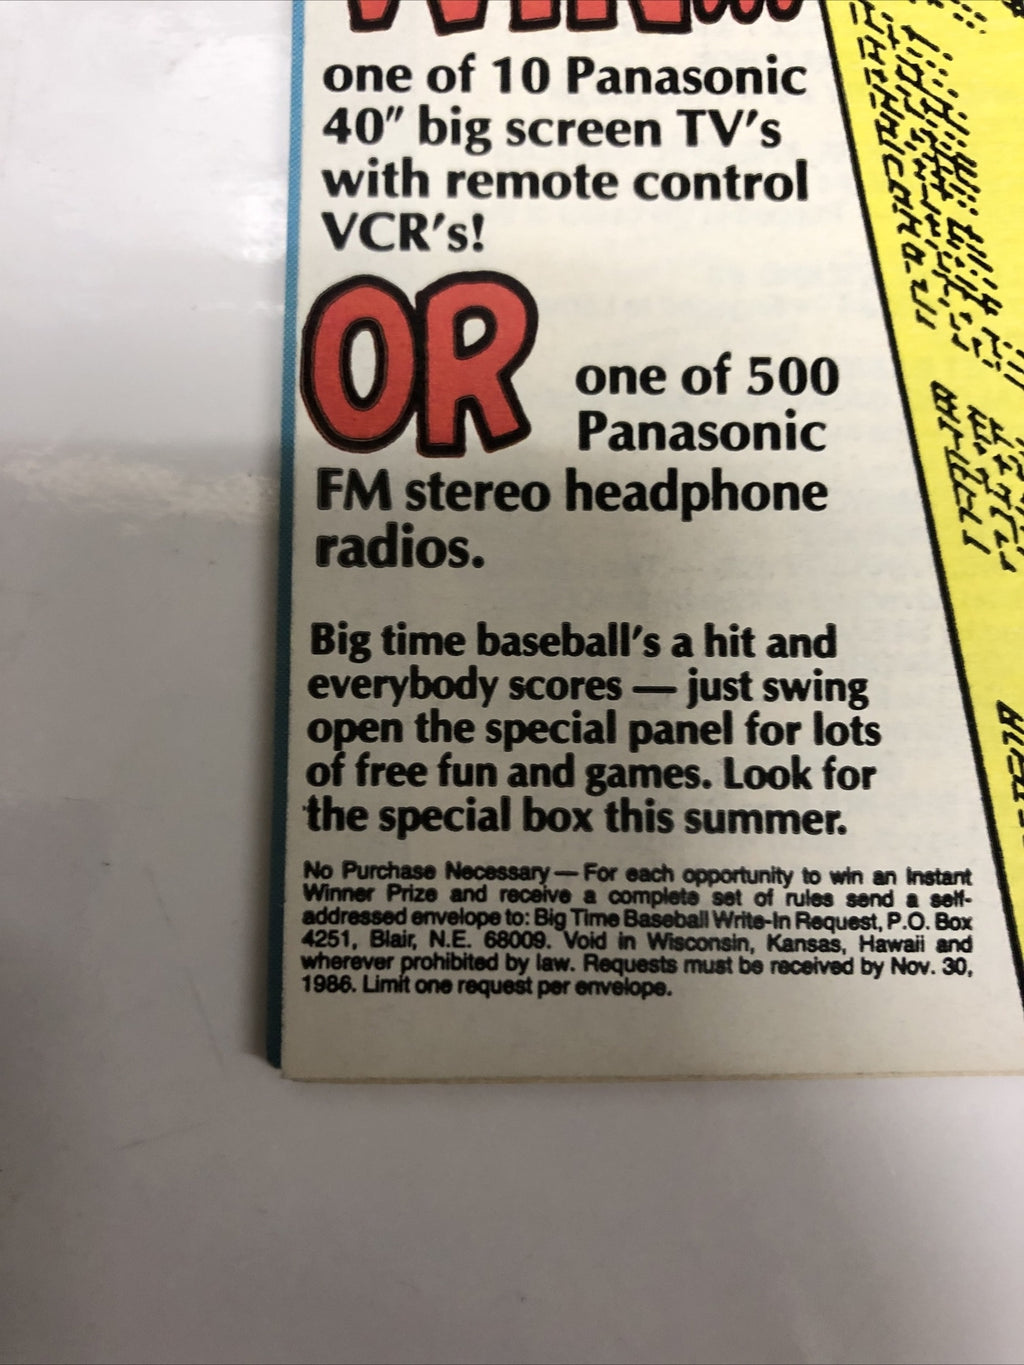 WIN...
one of 10 Panasonic
40" big screen TV's
with remote control
VCR's!
OR one of 500
Panasonic
FM stereo headphone
radios.
Big time baseball's a hit and
everybody scores — just swing
open the special panel for lots
of free fun and games. Look for
the special box this summer.
No Purchase Necessary — For each opportunity to win an Instant
Winner Prize and receive a complete set of rules send a self-
addressed envelope to: Big Time Baseball Write-In Request, P.O. Box
4251, Blair, N.E. 68009. Void in Wisconsin, Kansas, Hawaii and
wherever prohibited by law. Requests must be received by Nov. 30,
1986. Limit one request per envelope.